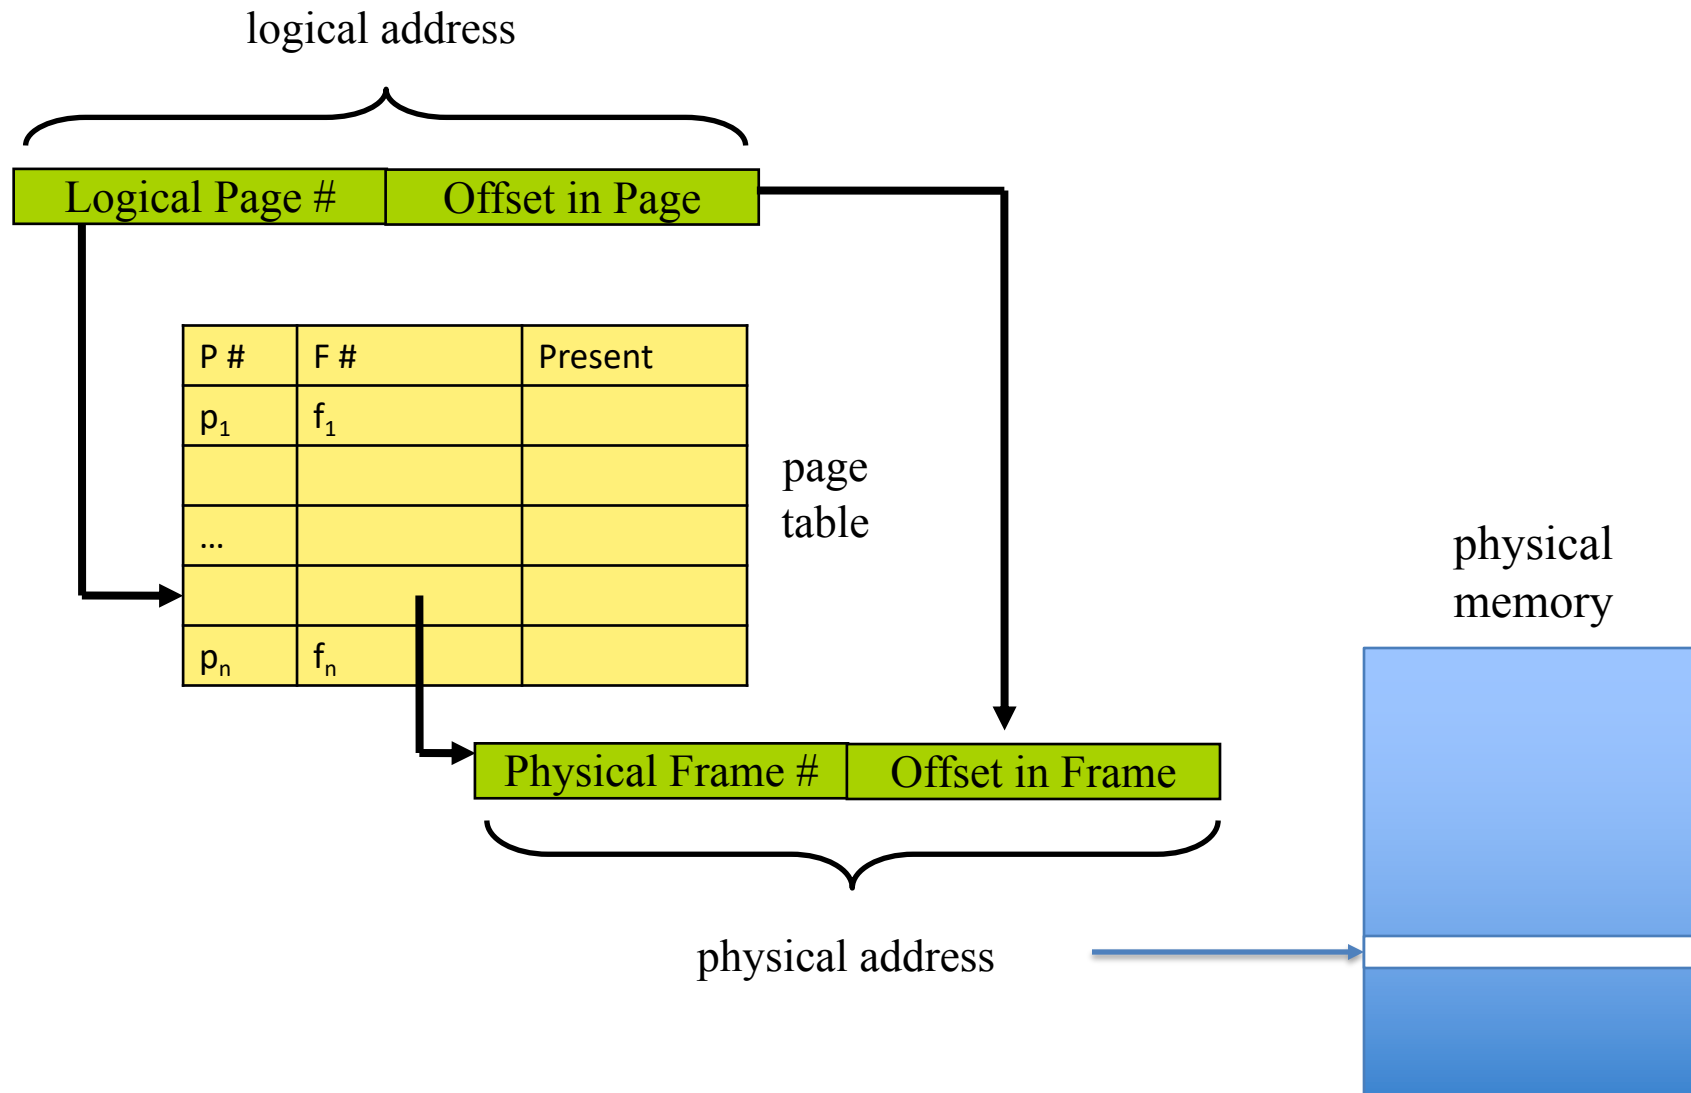 logical address
Logical Page # Offset in Page
P # F # Present
p₁ f₁
page
table
...
pₙ fₙ
physical
memory
Physical Frame # Offset in Frame
physical address